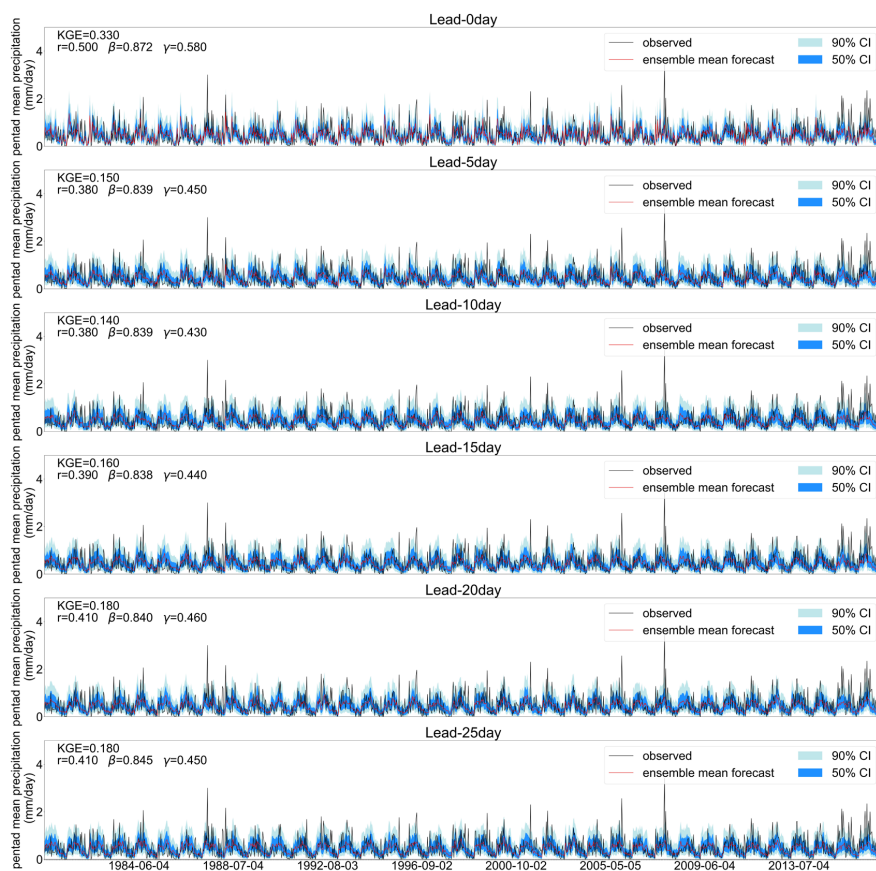 Lead-0day
KGE=0.330
r=0.500 β=0.872 γ=0.580
observed
ensemble mean forecast
90% CI
50% CI
pentad mean precipitation
(mm/day)
4
2
0
Lead-5day
KGE=0.150
r=0.380 β=0.839 γ=0.450
observed
ensemble mean forecast
90% CI
50% CI
pentad mean precipitation
(mm/day)
4
2
0
Lead-10day
KGE=0.140
r=0.380 β=0.839 γ=0.430
observed
ensemble mean forecast
90% CI
50% CI
pentad mean precipitation
(mm/day)
4
2
0
Lead-15day
KGE=0.160
r=0.390 β=0.838 γ=0.440
observed
ensemble mean forecast
90% CI
50% CI
pentad mean precipitation
(mm/day)
4
2
0
Lead-20day
KGE=0.180
r=0.410 β=0.840 γ=0.460
observed
ensemble mean forecast
90% CI
50% CI
pentad mean precipitation
(mm/day)
4
2
0
Lead-25day
KGE=0.180
r=0.410 β=0.845 γ=0.450
observed
ensemble mean forecast
90% CI
50% CI
pentad mean precipitation
(mm/day)
4
2
0
1984-06-04 1988-07-04 1992-08-03 1996-09-02 2000-10-02 2005-05-05 2009-06-04 2013-07-04